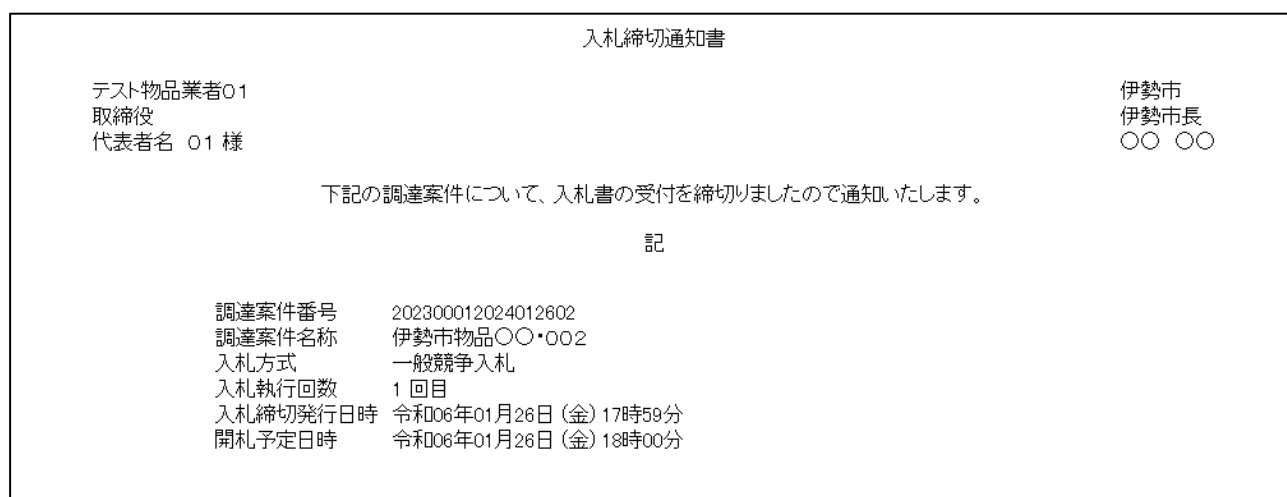 入札締切通知書
テスト物品業者01
取締役
代表者名 01 様
伊勢市
伊勢市長
○○ ○○
下記の調達案件について、入札書の受付を締切りましたので通知いたします。
記
調達案件番号 202300012024012602
調達案件名称 伊勢市物品○○・002
入札方式 一般競争入札
入札執行回数 1 回目
入札締切発行日時 令和06年01月26日 (金) 17時59分
開札予定日時 令和06年01月26日 (金) 18時00分